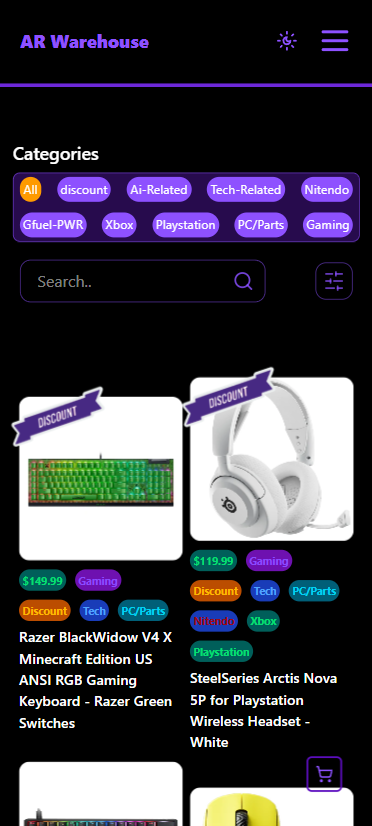 AR Warehouse
Categories
All discount Ai-Related Tech-Related Nitendo
Gfuel-PWR Xbox Playstation PC/Parts Gaming
Search..
DISCOUNT
$149.99 Gaming
Discount Tech PC/Parts
Razer BlackWidow V4 X
Minecraft Edition US
ANSI RGB Gaming
Keyboard - Razer Green
Switches
DISCOUNT
$119.99 Gaming
Discount Tech PC/Parts
Nitendo Xbox
Playstation
SteelSeries Arctis Nova
5P for Playstation
Wireless Headset -
White